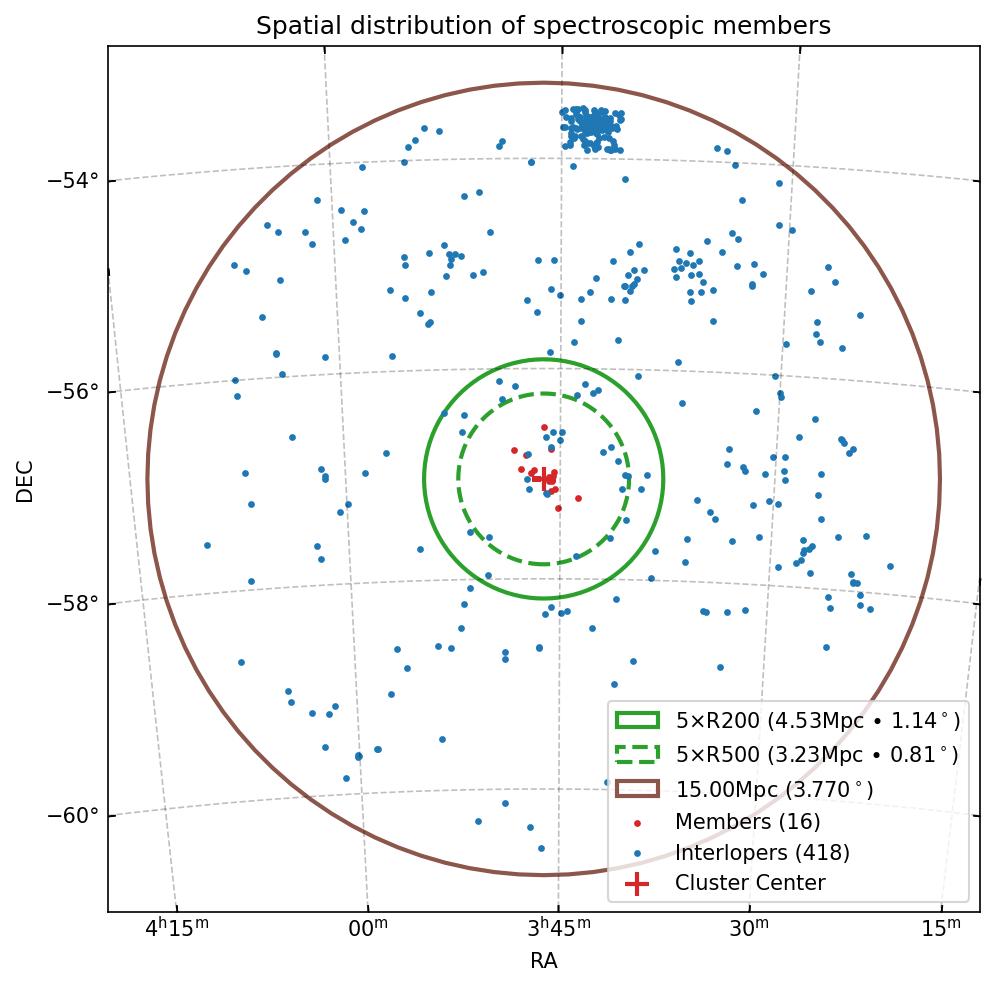 Spatial distribution of spectroscopic members
−54°
−56°
−58°
−60°
DEC
5×R200 (4.53Mpc • 1.14°)
5×R500 (3.23Mpc • 0.81°)
15.00Mpc (3.770°)
Members (16)
Interlopers (418)
Cluster Center
4ʰ15ᵐ 00ᵐ 3ʰ45ᵐ 30ᵐ 15ᵐ
RA